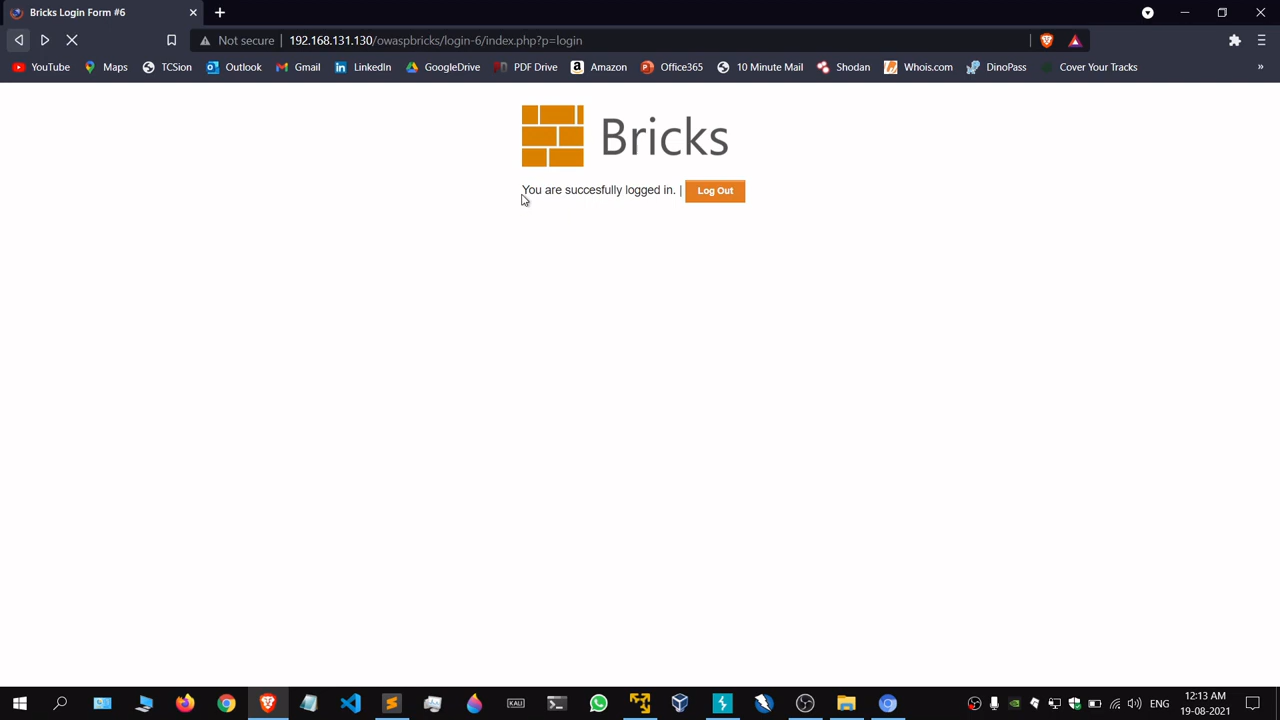 Bricks Login Form #6
Not secure
192.168.131.130/owaspbricks/login-6/index.php?p=login
YouTube Maps TCSion Outlook Gmail LinkedIn GoogleDrive PDF Drive Amazon Office365 10 Minute Mail Shodan Whois.com DinoPass Cover Your Tracks »
Bricks
You are succesfully logged in. | Log Out
KALI
ENG
12:13 AM
19-08-2021